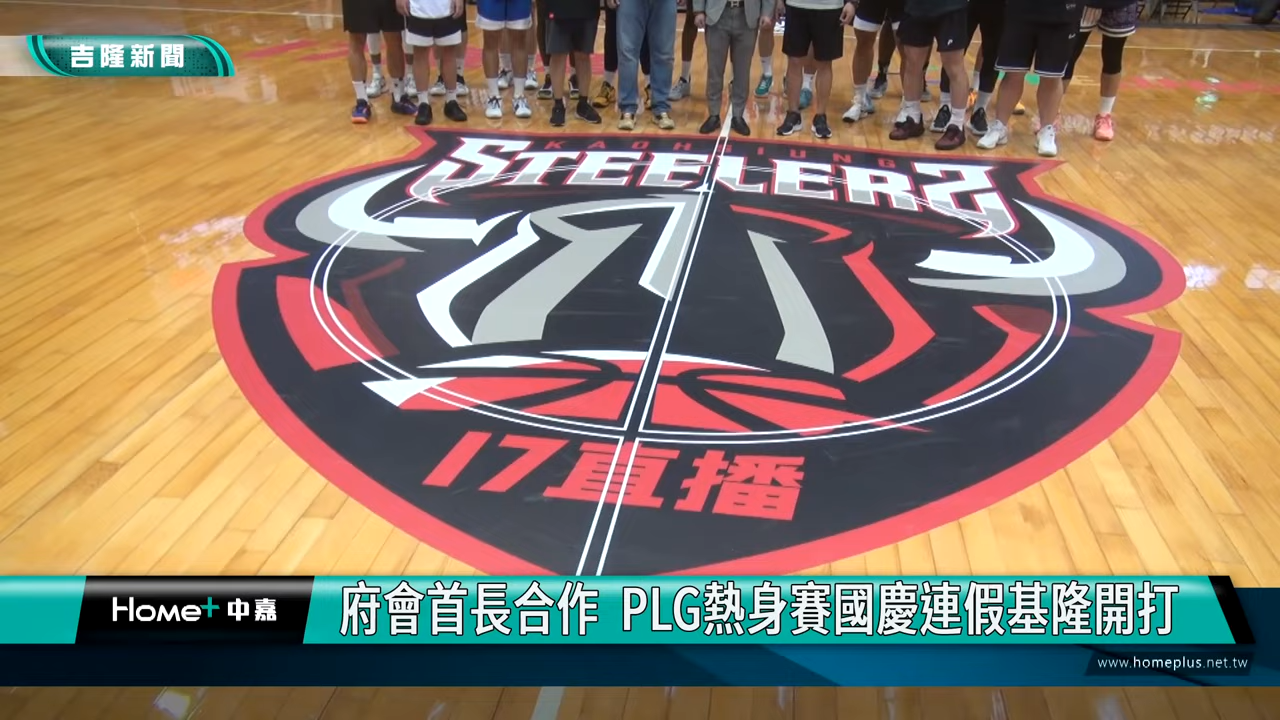 吉隆新聞
KAOHSIUNG
STEELERS
17直播
Home+ 中嘉
府會首長合作 PLG熱身賽國慶連假基隆開打
www.homeplus.net.tw